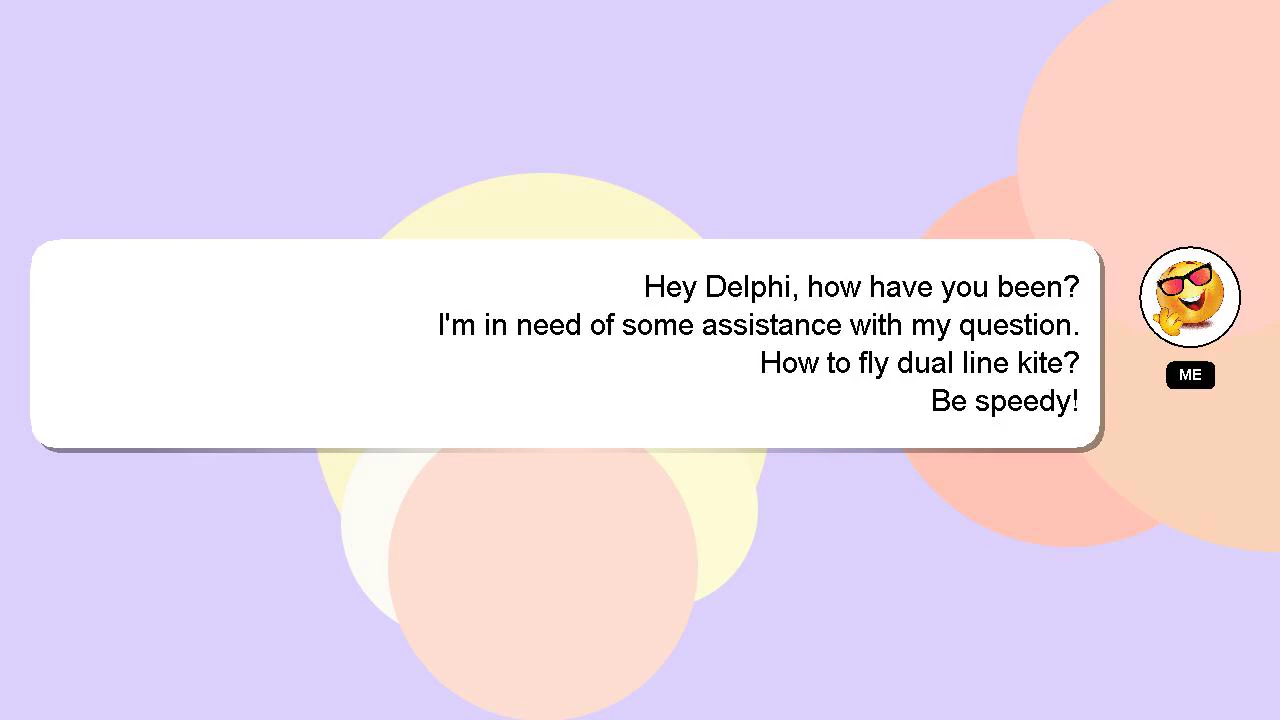 Hey Delphi, how have you been?
I'm in need of some assistance with my question.
How to fly dual line kite?
Be speedy!
ME